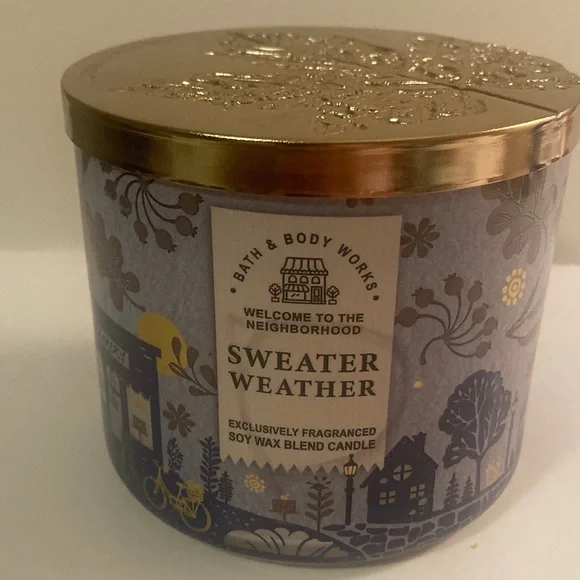 • BATH & BODY WORKS •
WELCOME TO THE
NEIGHBORHOOD
SWEATER
WEATHER
EXCLUSIVELY FRAGRANCED
SOY WAX BLEND CANDLE